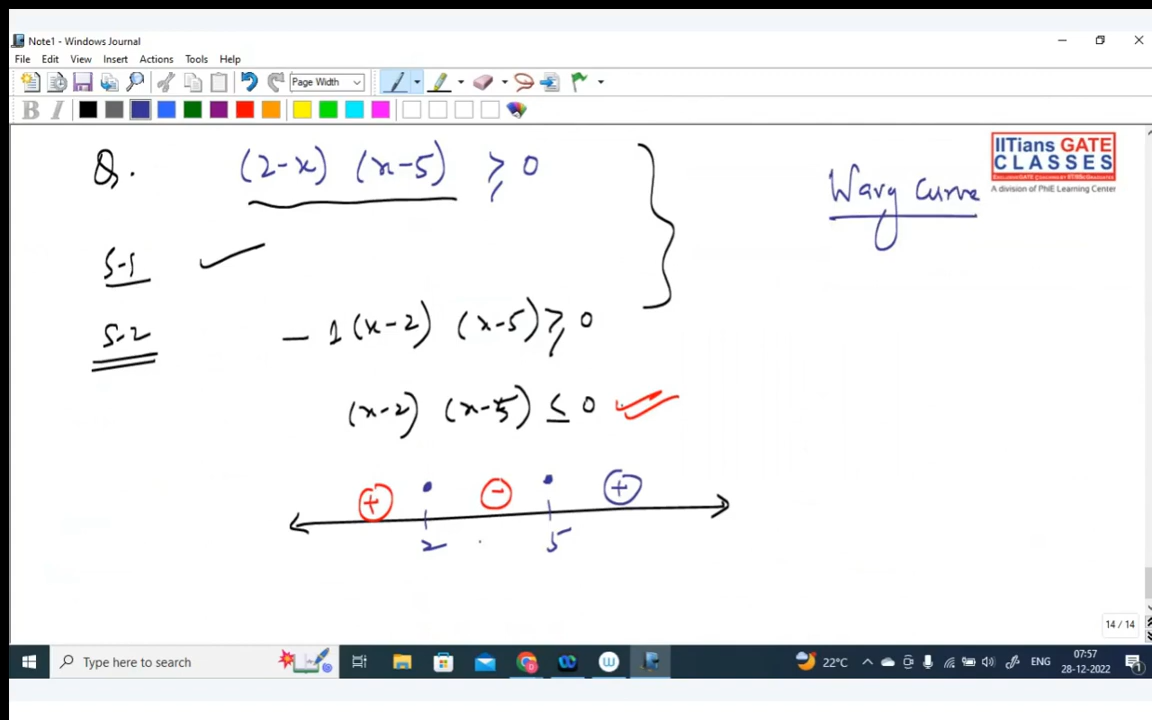 Note1 - Windows Journal
File Edit View Insert Actions Tools Help
Page Width
B I
Q. (2-x) (x-5) ≥ 0
Wavy Curve
IITians GATE
CLASSES
A division of PhIE Learning Center
S-1
S-2 - 1(x-2) (x-5) ≥ 0
(x-2) (x-5) ≤ 0
+ - +
2 5
14 / 14
Type here to search
22°C
ENG
07:57
28-12-2022
1